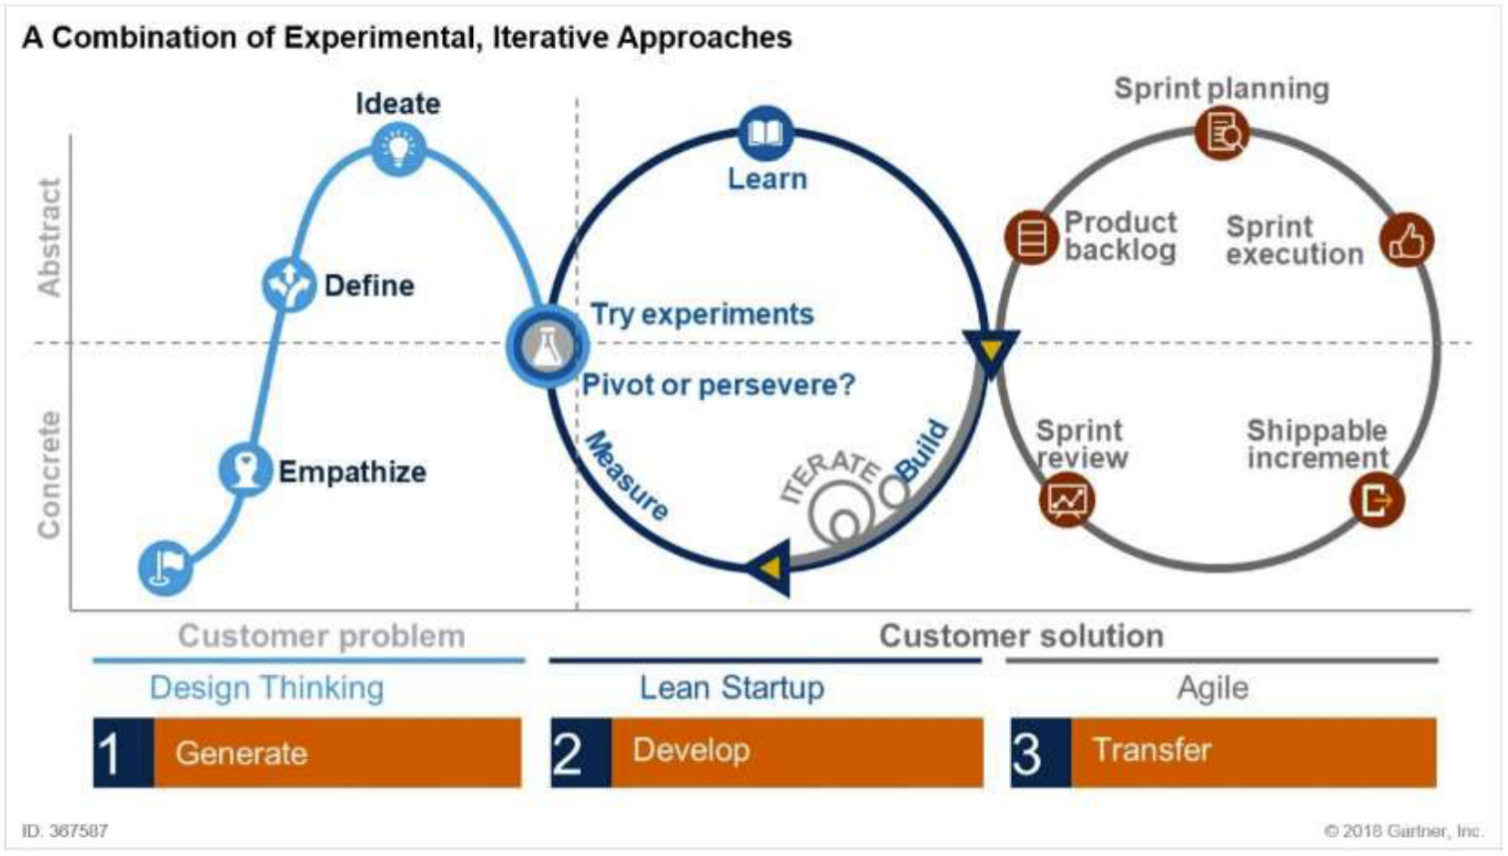 A Combination of Experimental, Iterative Approaches
Ideate
Define
Empathize
Abstract
Concrete
Learn
Try experiments
Pivot or persevere?
Measure
ITERATE
Build
Sprint planning
Product
backlog
Sprint
execution
Sprint
review
Shippable
increment
Customer problem
Customer solution
Design Thinking
Lean Startup
Agile
1 Generate
2 Develop
3 Transfer
ID: 367587
© 2018 Gartner, Inc.